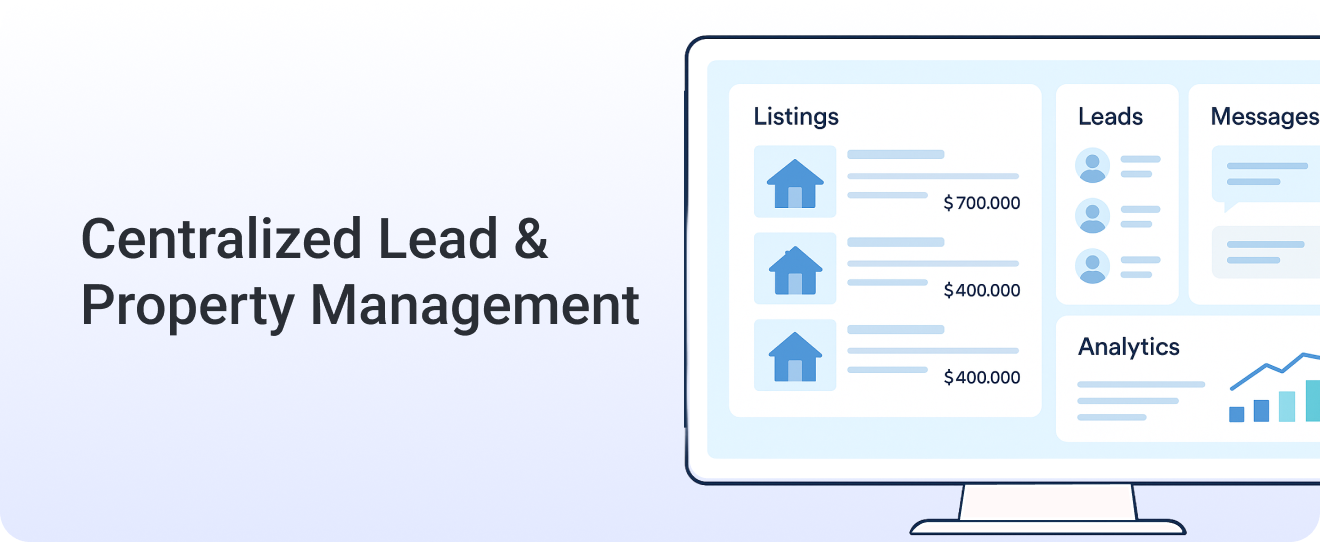 Centralized Lead &
Property Management
Listings
$700.000
$400.000
$400.000
Leads
Messages
Analytics